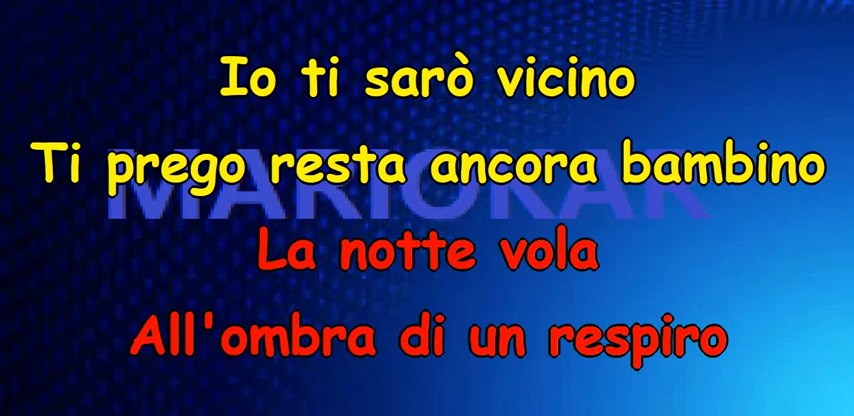 Io ti sarò vicino
Ti prego resta ancora bambino
MARIOKAR
La notte vola
All'ombra di un respiro